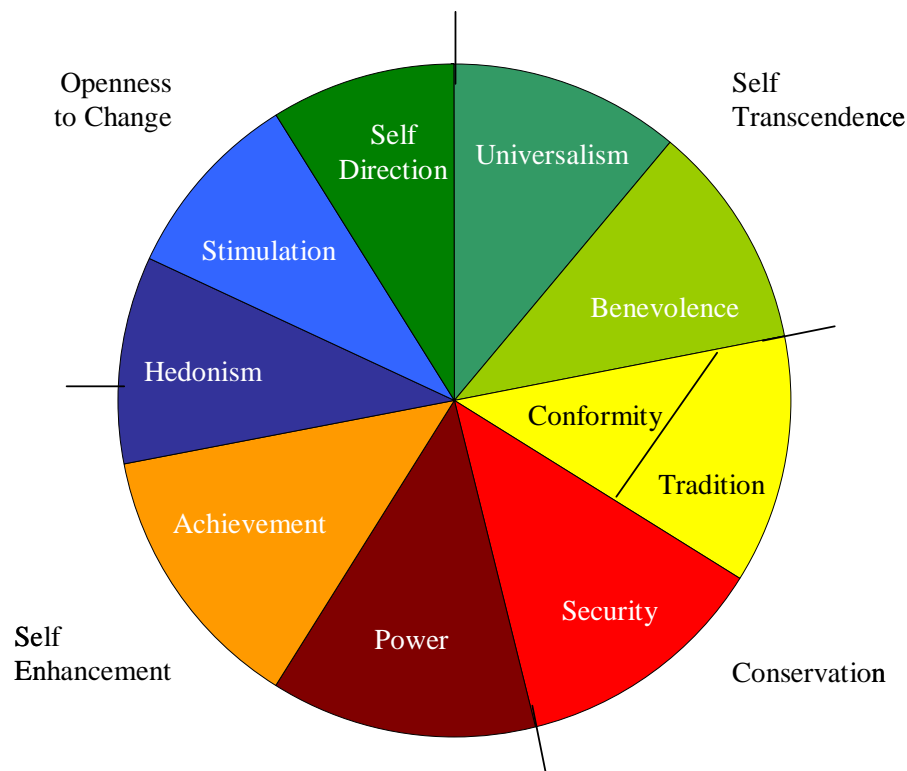 Openness
to Change
Self
Transcendence
Self
Direction
Universalism
Stimulation
Benevolence
Hedonism
Conformity
Tradition
Achievement
Security
Power
Self
Enhancement
Conservation